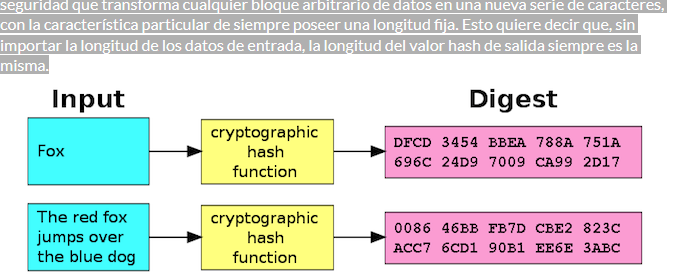 seguridad que transforma cualquier bloque arbitrario de datos en una nueva serie de caracteres,
con la característica particular de siempre poseer una longitud fija. Esto quiere decir que, sin
importar la longitud de los datos de entrada, la longitud del valor hash de salida siempre es la
misma.
Input
Digest
Fox
cryptographic
hash
function
DFCD 3454 BBEA 788A 751A
696C 24D9 7009 CA99 2D17
The red fox
jumps over
the blue dog
cryptographic
hash
function
0086 46BB FB7D CBE2 823C
ACC7 6CD1 90B1 EE6E 3ABC